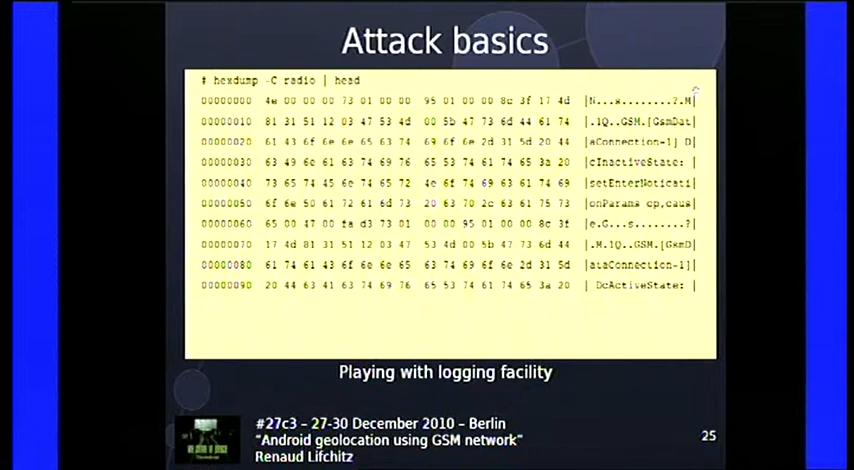 Attack basics
# hexdump -C radio | head
00000000 4e 00 00 00 73 01 00 00 95 01 00 00 8c 3f 17 4d |N...s........?.M|
00000010 81 31 51 12 03 47 53 4d 00 5b 47 73 6d 44 61 74 |.1Q..GSM.[GsmDat|
00000020 61 43 6f 6e 6e 65 63 74 69 6f 6e 2d 31 5d 20 44 |aConnection-1] D|
00000030 63 49 6e 61 63 74 69 76 65 53 74 61 74 65 3a 20 |cInactiveState: |
00000040 73 65 74 45 6e 74 65 72 4e 6f 74 69 63 61 74 69 |setEnterNoticati|
00000050 6f 6e 50 61 72 61 6d 73 20 63 70 2c 63 61 75 73 |onParams cp,caus|
00000060 65 00 47 00 fa d3 73 01 00 00 95 01 00 00 8c 3f |e.G...s........?|
00000070 17 4d 81 31 51 12 03 47 53 4d 00 5b 47 73 6d 44 |.M.1Q..GSM.[GsmD|
00000080 61 74 61 43 6f 6e 6e 65 63 74 69 6f 6e 2d 31 5d |ataConnection-1]|
00000090 20 44 63 41 63 74 69 76 65 53 74 61 74 65 3a 20 | DcActiveState: |
Playing with logging facility
#27c3 – 27-30 December 2010 – Berlin
"Android geolocation using GSM network"
Renaud Lifchitz
25